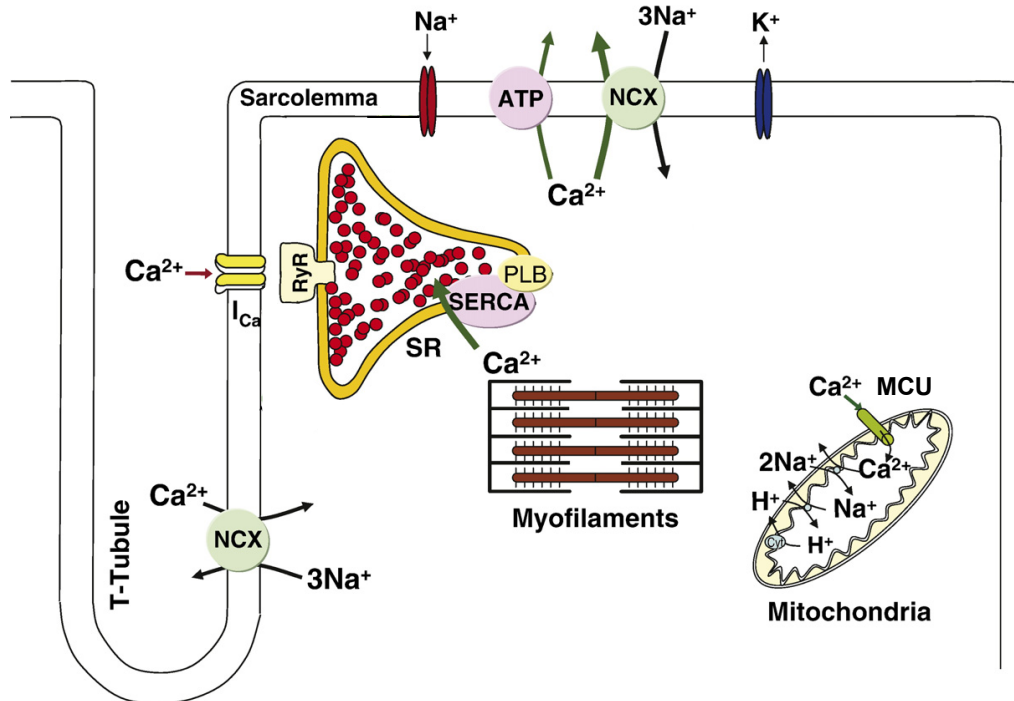 Na⁺
3Na⁺
K⁺
Sarcolemma
ATP
NCX
Ca²⁺
Ca²⁺
I_Ca
RyR
PLB
SERCA
SR
Ca²⁺
Myofilaments
Ca²⁺
MCU
2Na⁺
Ca²⁺
H⁺
Na⁺
Cyt
H⁺
Mitochondria
Ca²⁺
NCX
3Na⁺
T-Tubule